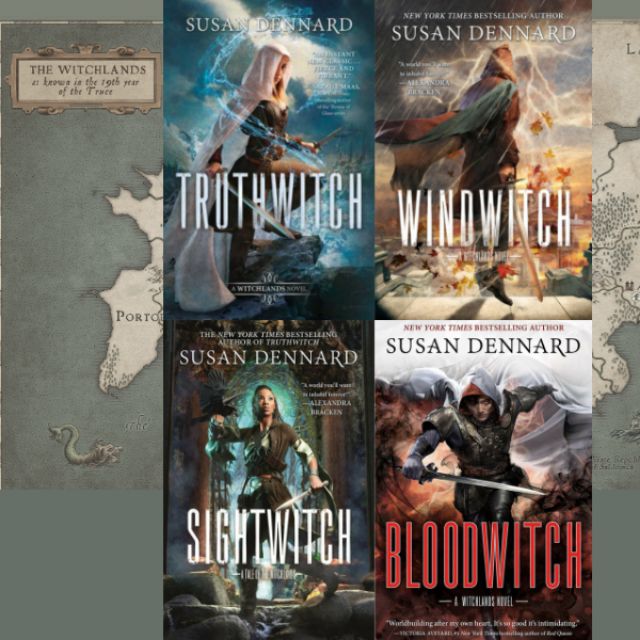 THE WITCHLANDS
as known in the 19th year
of the Truce
PORTO
SUSAN DENNARD
TRUTHWITCH
A WITCHLANDS NOVEL
NEW YORK TIMES BESTSELLING AUTHOR
SUSAN DENNARD
"A world you'll want
to inhabit forever."
—ALEXANDRA
BRACKEN
WINDWITCH
A WITCHLANDS NOVEL
THE NEW YORK TIMES BESTSELLING
AUTHOR OF TRUTHWITCH
SUSAN DENNARD
"A world you'll want
to inhabit forever."
—ALEXANDRA
BRACKEN
SIGHTWITCH
A TALE OF THE WITCHLANDS
NEW YORK TIMES BESTSELLING AUTHOR
SUSAN DENNARD
BLOODWITCH
A WITCHLANDS NOVEL
"Worldbuilding after my own heart. It's so good it's intimidating."
—VICTORIA AVEYARD, #1 New York Times bestselling author of Red Queen